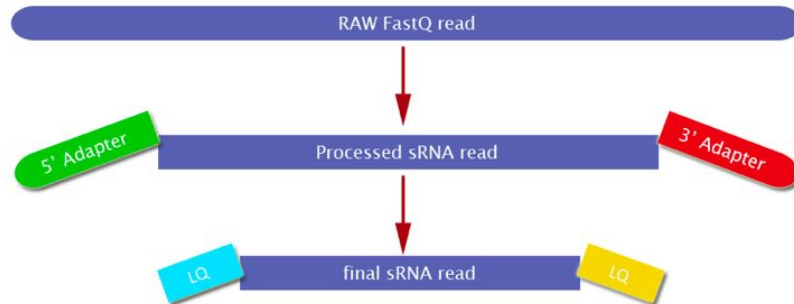 RAW FastQ read
5’ Adapter
Processed sRNA read
3’ Adapter
LQ
final sRNA read
LQ